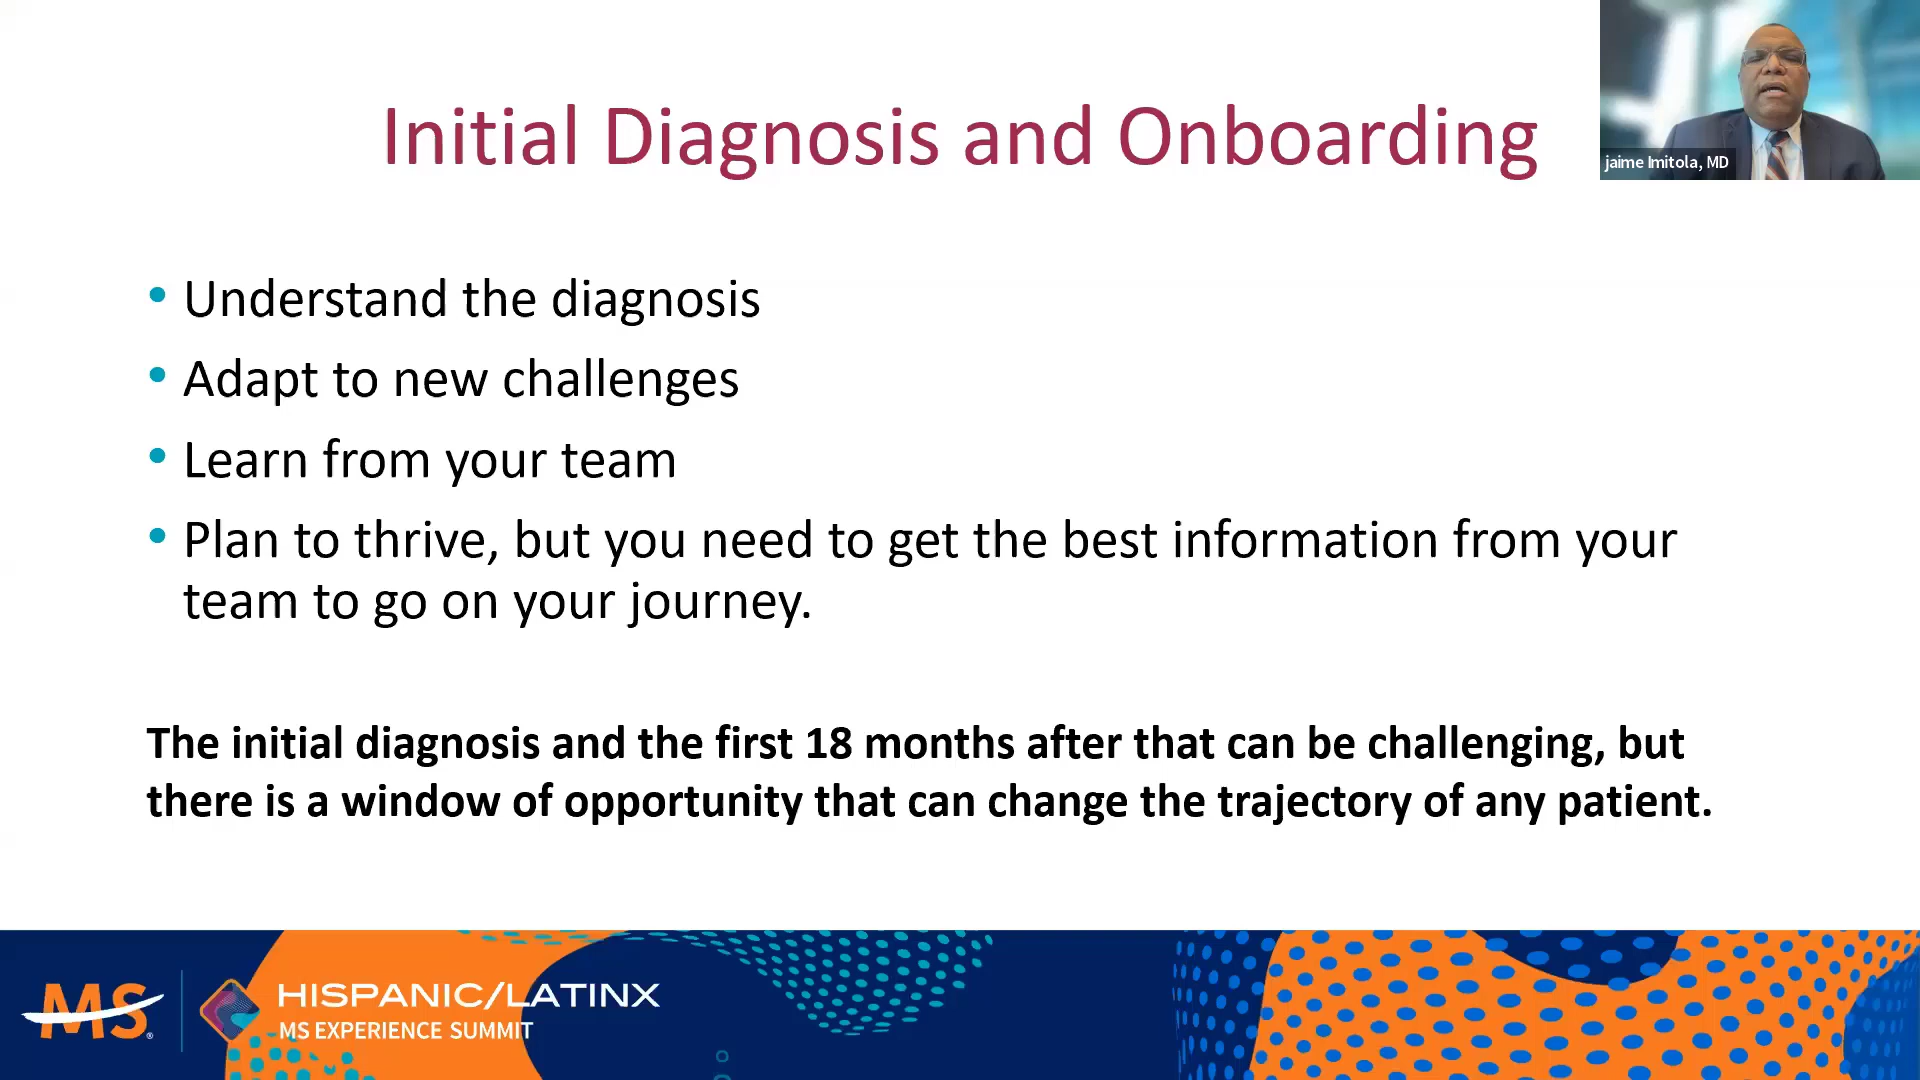 Initial Diagnosis and Onboarding
jaime Imitola, MD
• Understand the diagnosis
• Adapt to new challenges
• Learn from your team
• Plan to thrive, but you need to get the best information from your
team to go on your journey.
The initial diagnosis and the first 18 months after that can be challenging, but
there is a window of opportunity that can change the trajectory of any patient.
MS®
HISPANIC/LATINX
MS EXPERIENCE SUMMIT